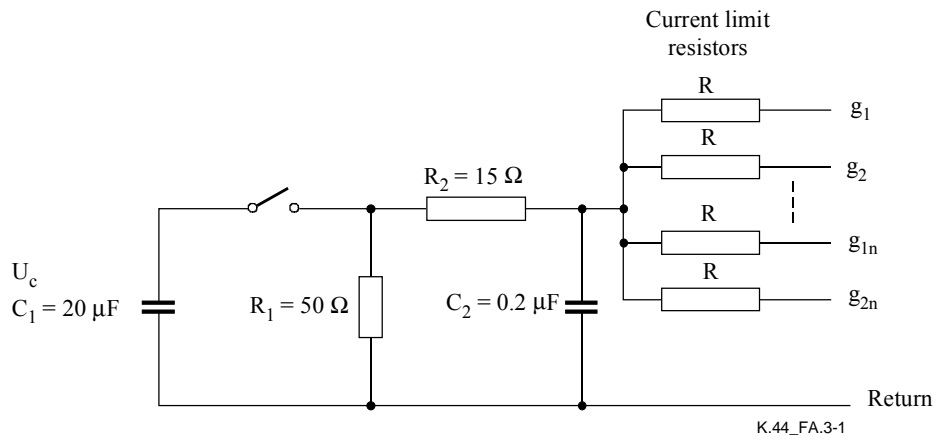 Current limit
resistors
R
g1
R
g2
R2 = 15 Ω
R
g1n
R
g2n
Uc
C1 = 20 μF
R1 = 50 Ω
C2 = 0.2 μF
Return
K.44_FA.3-1